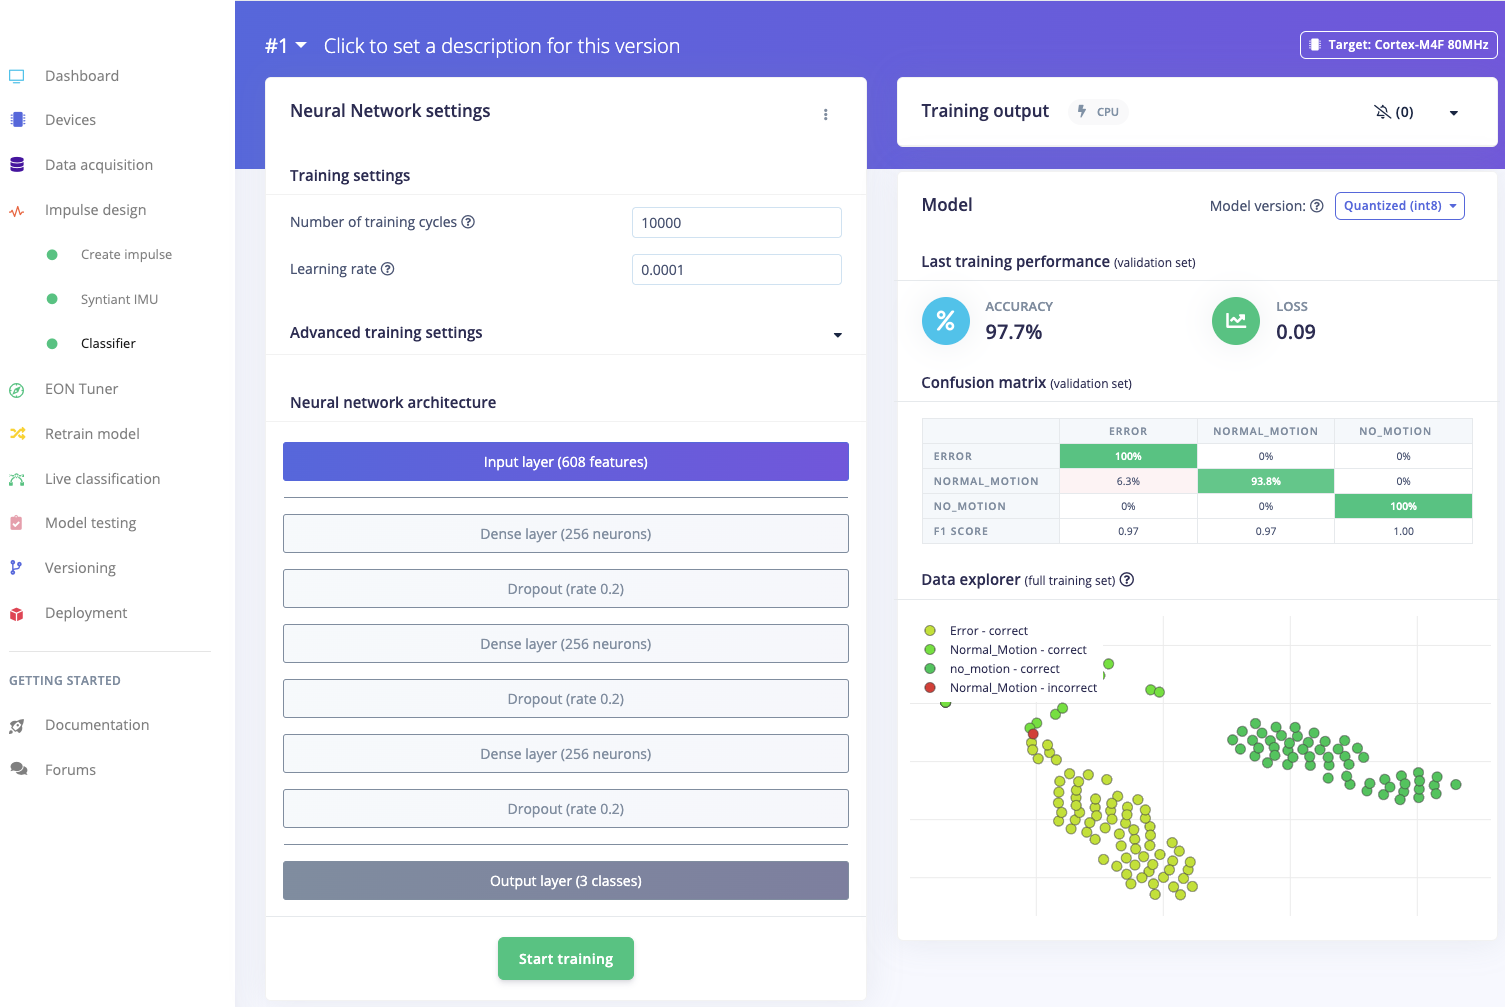 Dashboard
Devices
Data acquisition
Impulse design
Create impulse
Syntiant IMU
Classifier
EON Tuner
Retrain model
Live classification
Model testing
Versioning
Deployment
GETTING STARTED
Documentation
Forums
#1 Click to set a description for this version
Target: Cortex-M4F 80MHz
Neural Network settings
Training settings
Number of training cycles ? 10000
Learning rate ? 0.0001
Advanced training settings
Neural network architecture
Input layer (608 features)
Dense layer (256 neurons)
Dropout (rate 0.2)
Dense layer (256 neurons)
Dropout (rate 0.2)
Dense layer (256 neurons)
Dropout (rate 0.2)
Output layer (3 classes)
Start training
Training output CPU (0)
Model Model version: ? Quantized (int8)
Last training performance (validation set)
% ACCURACY
97.7%
LOSS
0.09
Confusion matrix (validation set)
ERROR NORMAL_MOTION NO_MOTION
ERROR 100% 0% 0%
NORMAL_MOTION 6.3% 93.8% 0%
NO_MOTION 0% 0% 100%
F1 SCORE 0.97 0.97 1.00
Data explorer (full training set) ?
Error - correct
Normal_Motion - correct
no_motion - correct
Normal_Motion - incorrect